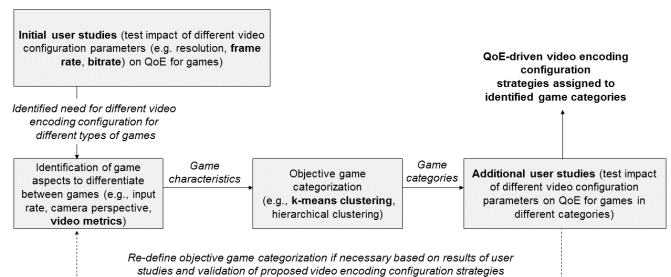 Initial user studies (test impact of different video
configuration parameters (e.g. resolution, frame
rate, bitrate) on QoE for games)
QoE-driven video encoding
configuration
strategies assigned to
identified game categories
Identified need for different video
encoding configuration for
different types of games
Identification of game
aspects to differentiate
between games (e.g., input
rate, camera perspective,
video metrics)
Game
characteristics
Objective game
categorization
(e.g., k-means clustering,
hierarchical clustering)
Game
categories
Additional user studies (test impact
of different video configuration
parameters on QoE for games in
different categories)
Re-define objective game categorization if necessary based on results of user
studies and validation of proposed video encoding configuration strategies